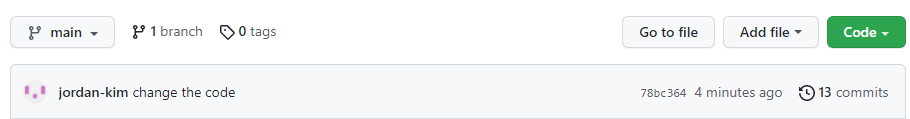 main 1 branch 0 tags Go to file Add file Code
jordan-kim change the code 78bc364 4 minutes ago 13 commits